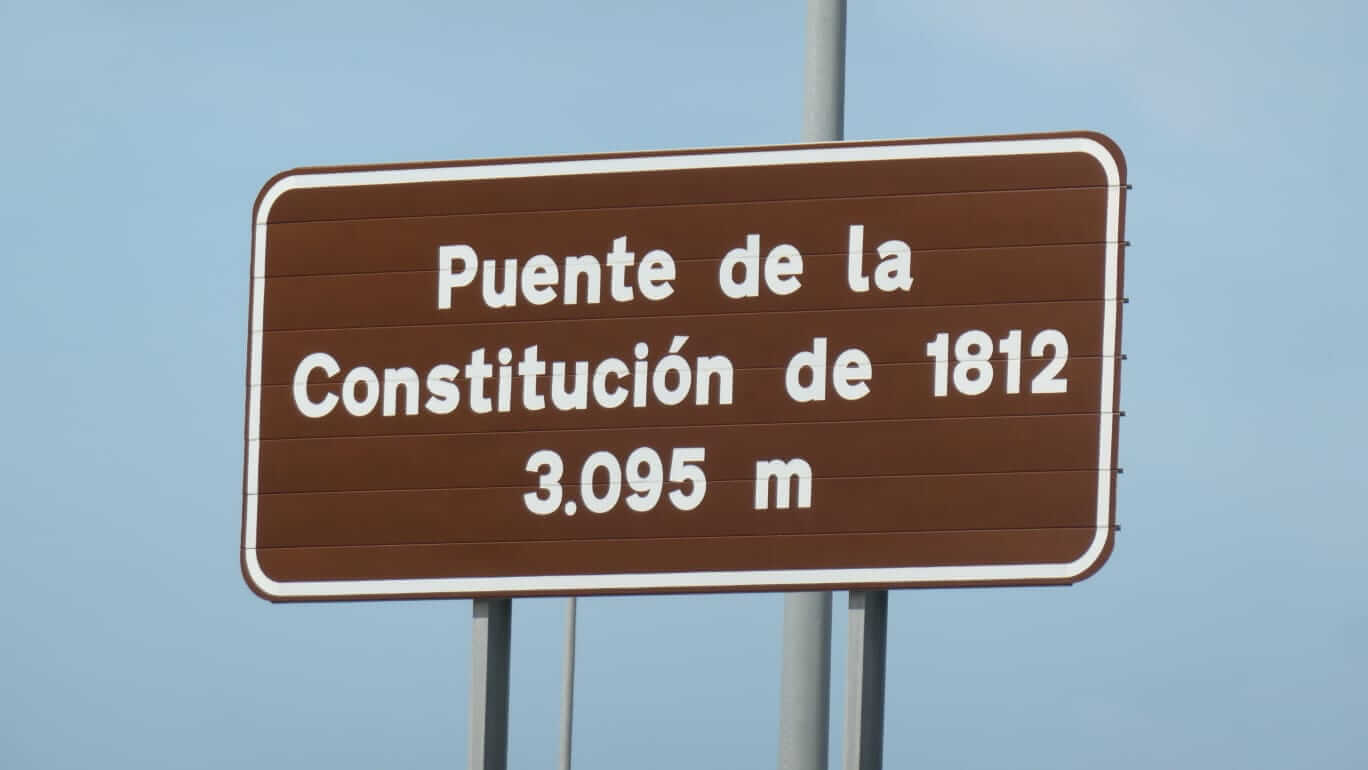 Puente de la
Constitución de 1812
3.095 m